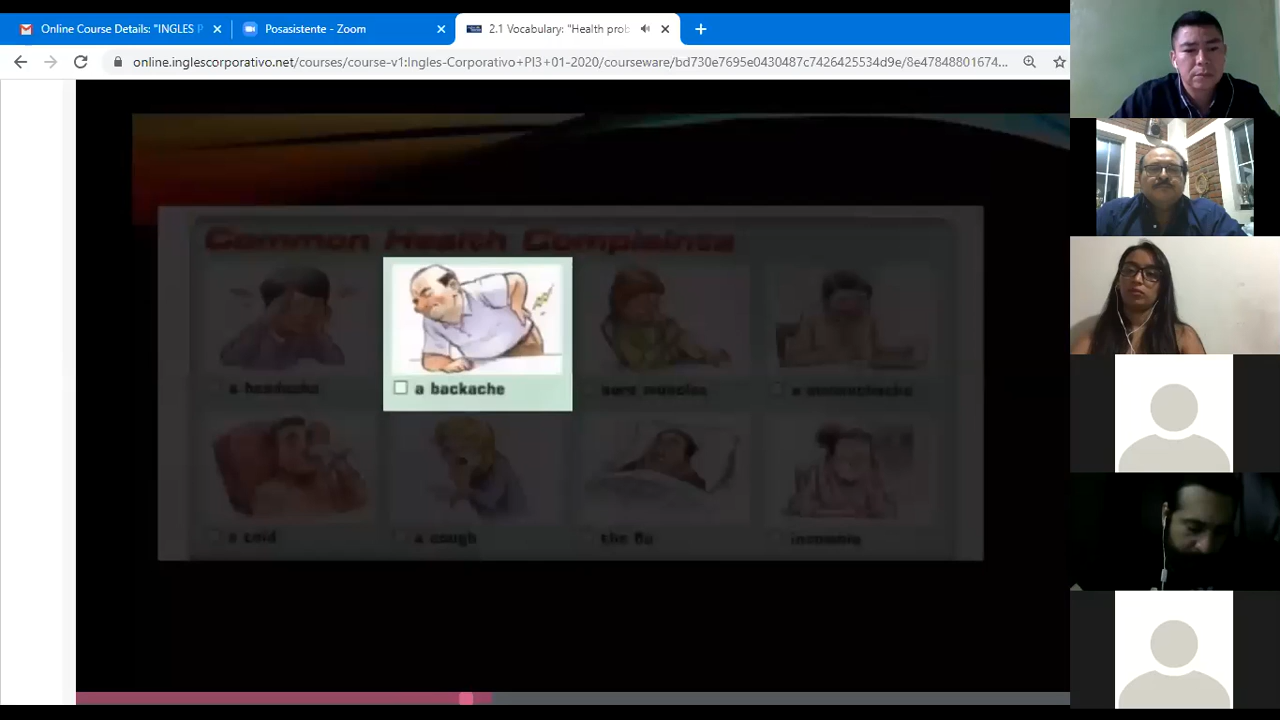 Online Course Details: "INGLES P
Posasistente - Zoom
2.1 Vocabulary: "Health prob
online.inglescorporativo.net/courses/course-v1:Ingles-Corporativo+PI3+01-2020/courseware/bd730e7695e0430487c7426425534d9e/8e47848801674...
Common Health Complaints
a headache
a backache
sore muscles
a stomachache
a cold
a cough
the flu
insomnia